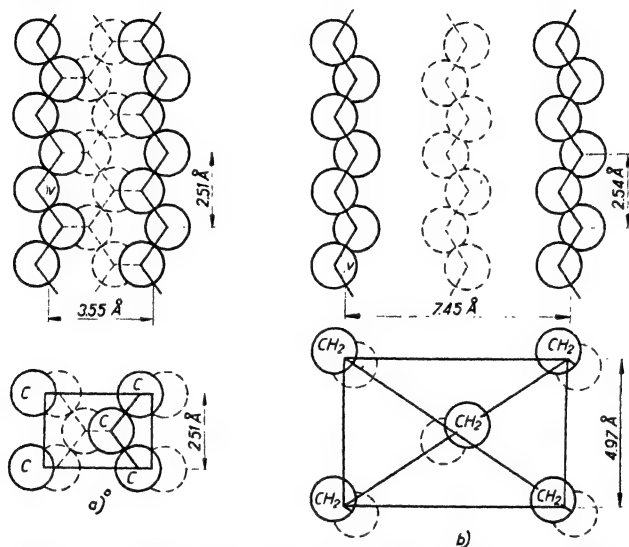 2.51
2.54 Å
3.55 Å
7.45 Å
CH₂
CH₂
C
C
C
2.51 Å
CH₂
4.97 Å
C
C
CH₂
CH₂
a)°
b)